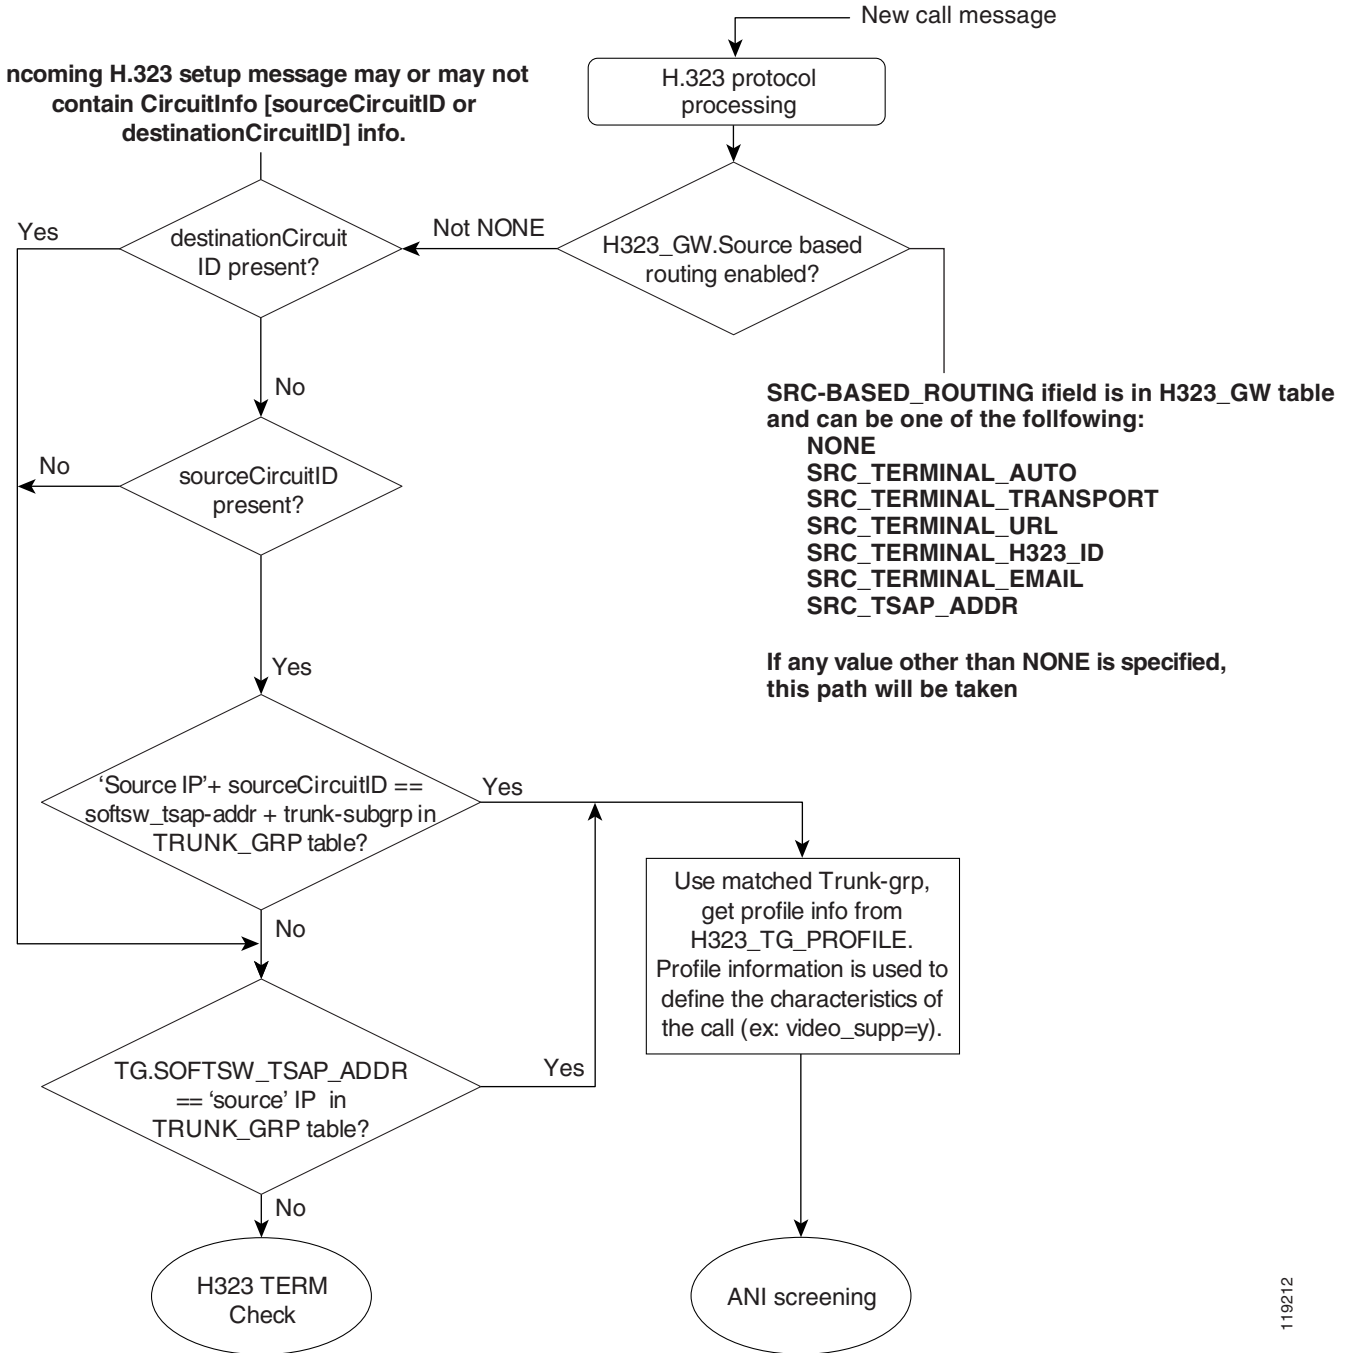 New call message
ncoming H.323 setup message may or may not
contain CircuitInfo [sourceCircuitID or
destinationCircuitID] info.
H.323 protocol
processing
Yes
destinationCircuit
ID present?
Not NONE
H323_GW.Source based
routing enabled?
No
SRC-BASED_ROUTING ifield is in H323_GW table
and can be one of the follfowing:
NONE
SRC_TERMINAL_AUTO
SRC_TERMINAL_TRANSPORT
SRC_TERMINAL_URL
SRC_TERMINAL_H323_ID
SRC_TERMINAL_EMAIL
SRC_TSAP_ADDR
If any value other than NONE is specified,
this path will be taken
No
sourceCircuitID
present?
Yes
‘Source IP’+ sourceCircuitID ==
softsw_tsap-addr + trunk-subgrp in
TRUNK_GRP table?
Yes
No
Use matched Trunk-grp,
get profile info from
H323_TG_PROFILE.
Profile information is used to
define the characteristics of
the call (ex: video_supp=y).
TG.SOFTSW_TSAP_ADDR
== ‘source’ IP in
TRUNK_GRP table?
Yes
No
H323 TERM
Check
ANI screening
119212